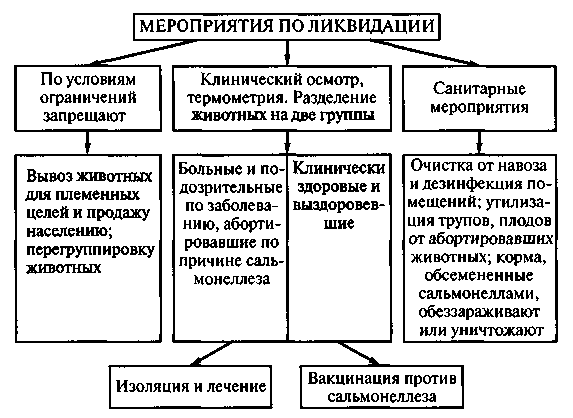 МЕРОПРИЯТИЯ ПО ЛИКВИДАЦИИ
По условиям
ограничений
запрещают
Клинический осмотр,
термометрия. Разделение
животных на две группы
Санитарные
мероприятия
Вывоз животных
для племенных
целей и продажу
населению;
перегруппировку
животных
Больные и по-
дозрительные
по заболева-
нию, аборти-
ровавшие по
причине саль-
монеллеза
Клинически
здоровые и
выздоровев-
шие
Очистка от навоза
и дезинфекция по-
мещений; утилиза-
ция трупов, плодов
от абортировавших
животных; корма,
обсемененные
сальмонеллами,
обеззараживают
или уничтожают
Изоляция и лечение
Вакцинация против
сальмонеллеза